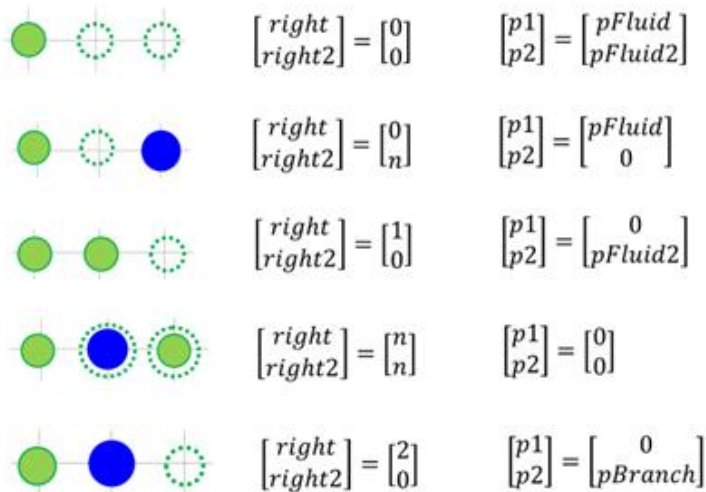 [right right2] = [0 0] [p1 p2] = [pFluid pFluid2]
[right right2] = [0 n] [p1 p2] = [pFluid 0]
[right right2] = [1 0] [p1 p2] = [0 pFluid2]
[right right2] = [n n] [p1 p2] = [0 0]
[right right2] = [2 0] [p1 p2] = [0 pBranch]